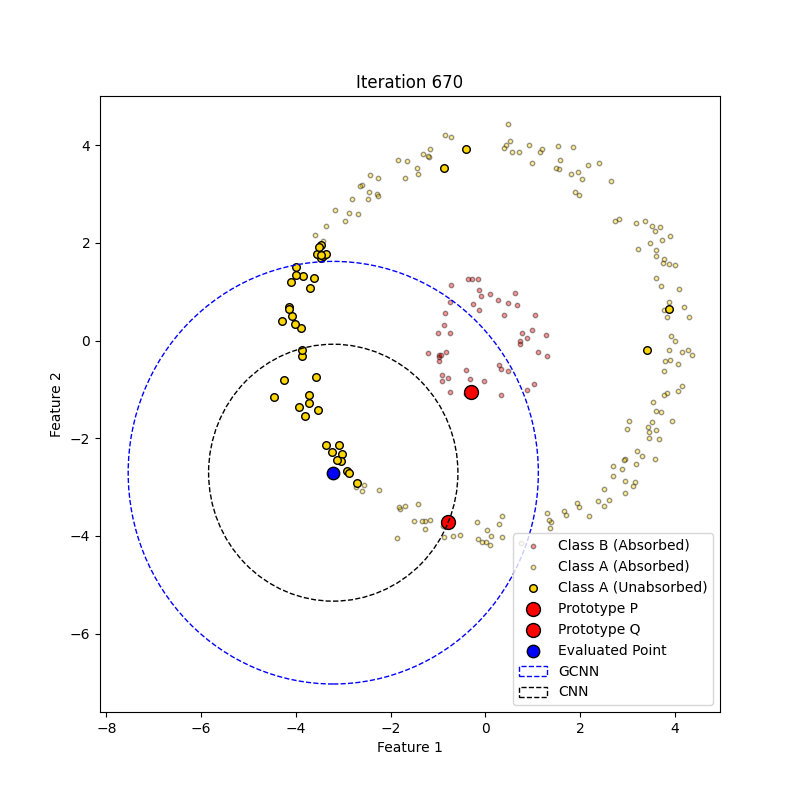 Iteration 670
4
2
0
−2
−4
−6
Feature 2
Class B (Absorbed)
Class A (Absorbed)
Class A (Unabsorbed)
Prototype P
Prototype Q
Evaluated Point
GCNN
CNN
−8 −6 −4 −2 0 2 4
Feature 1